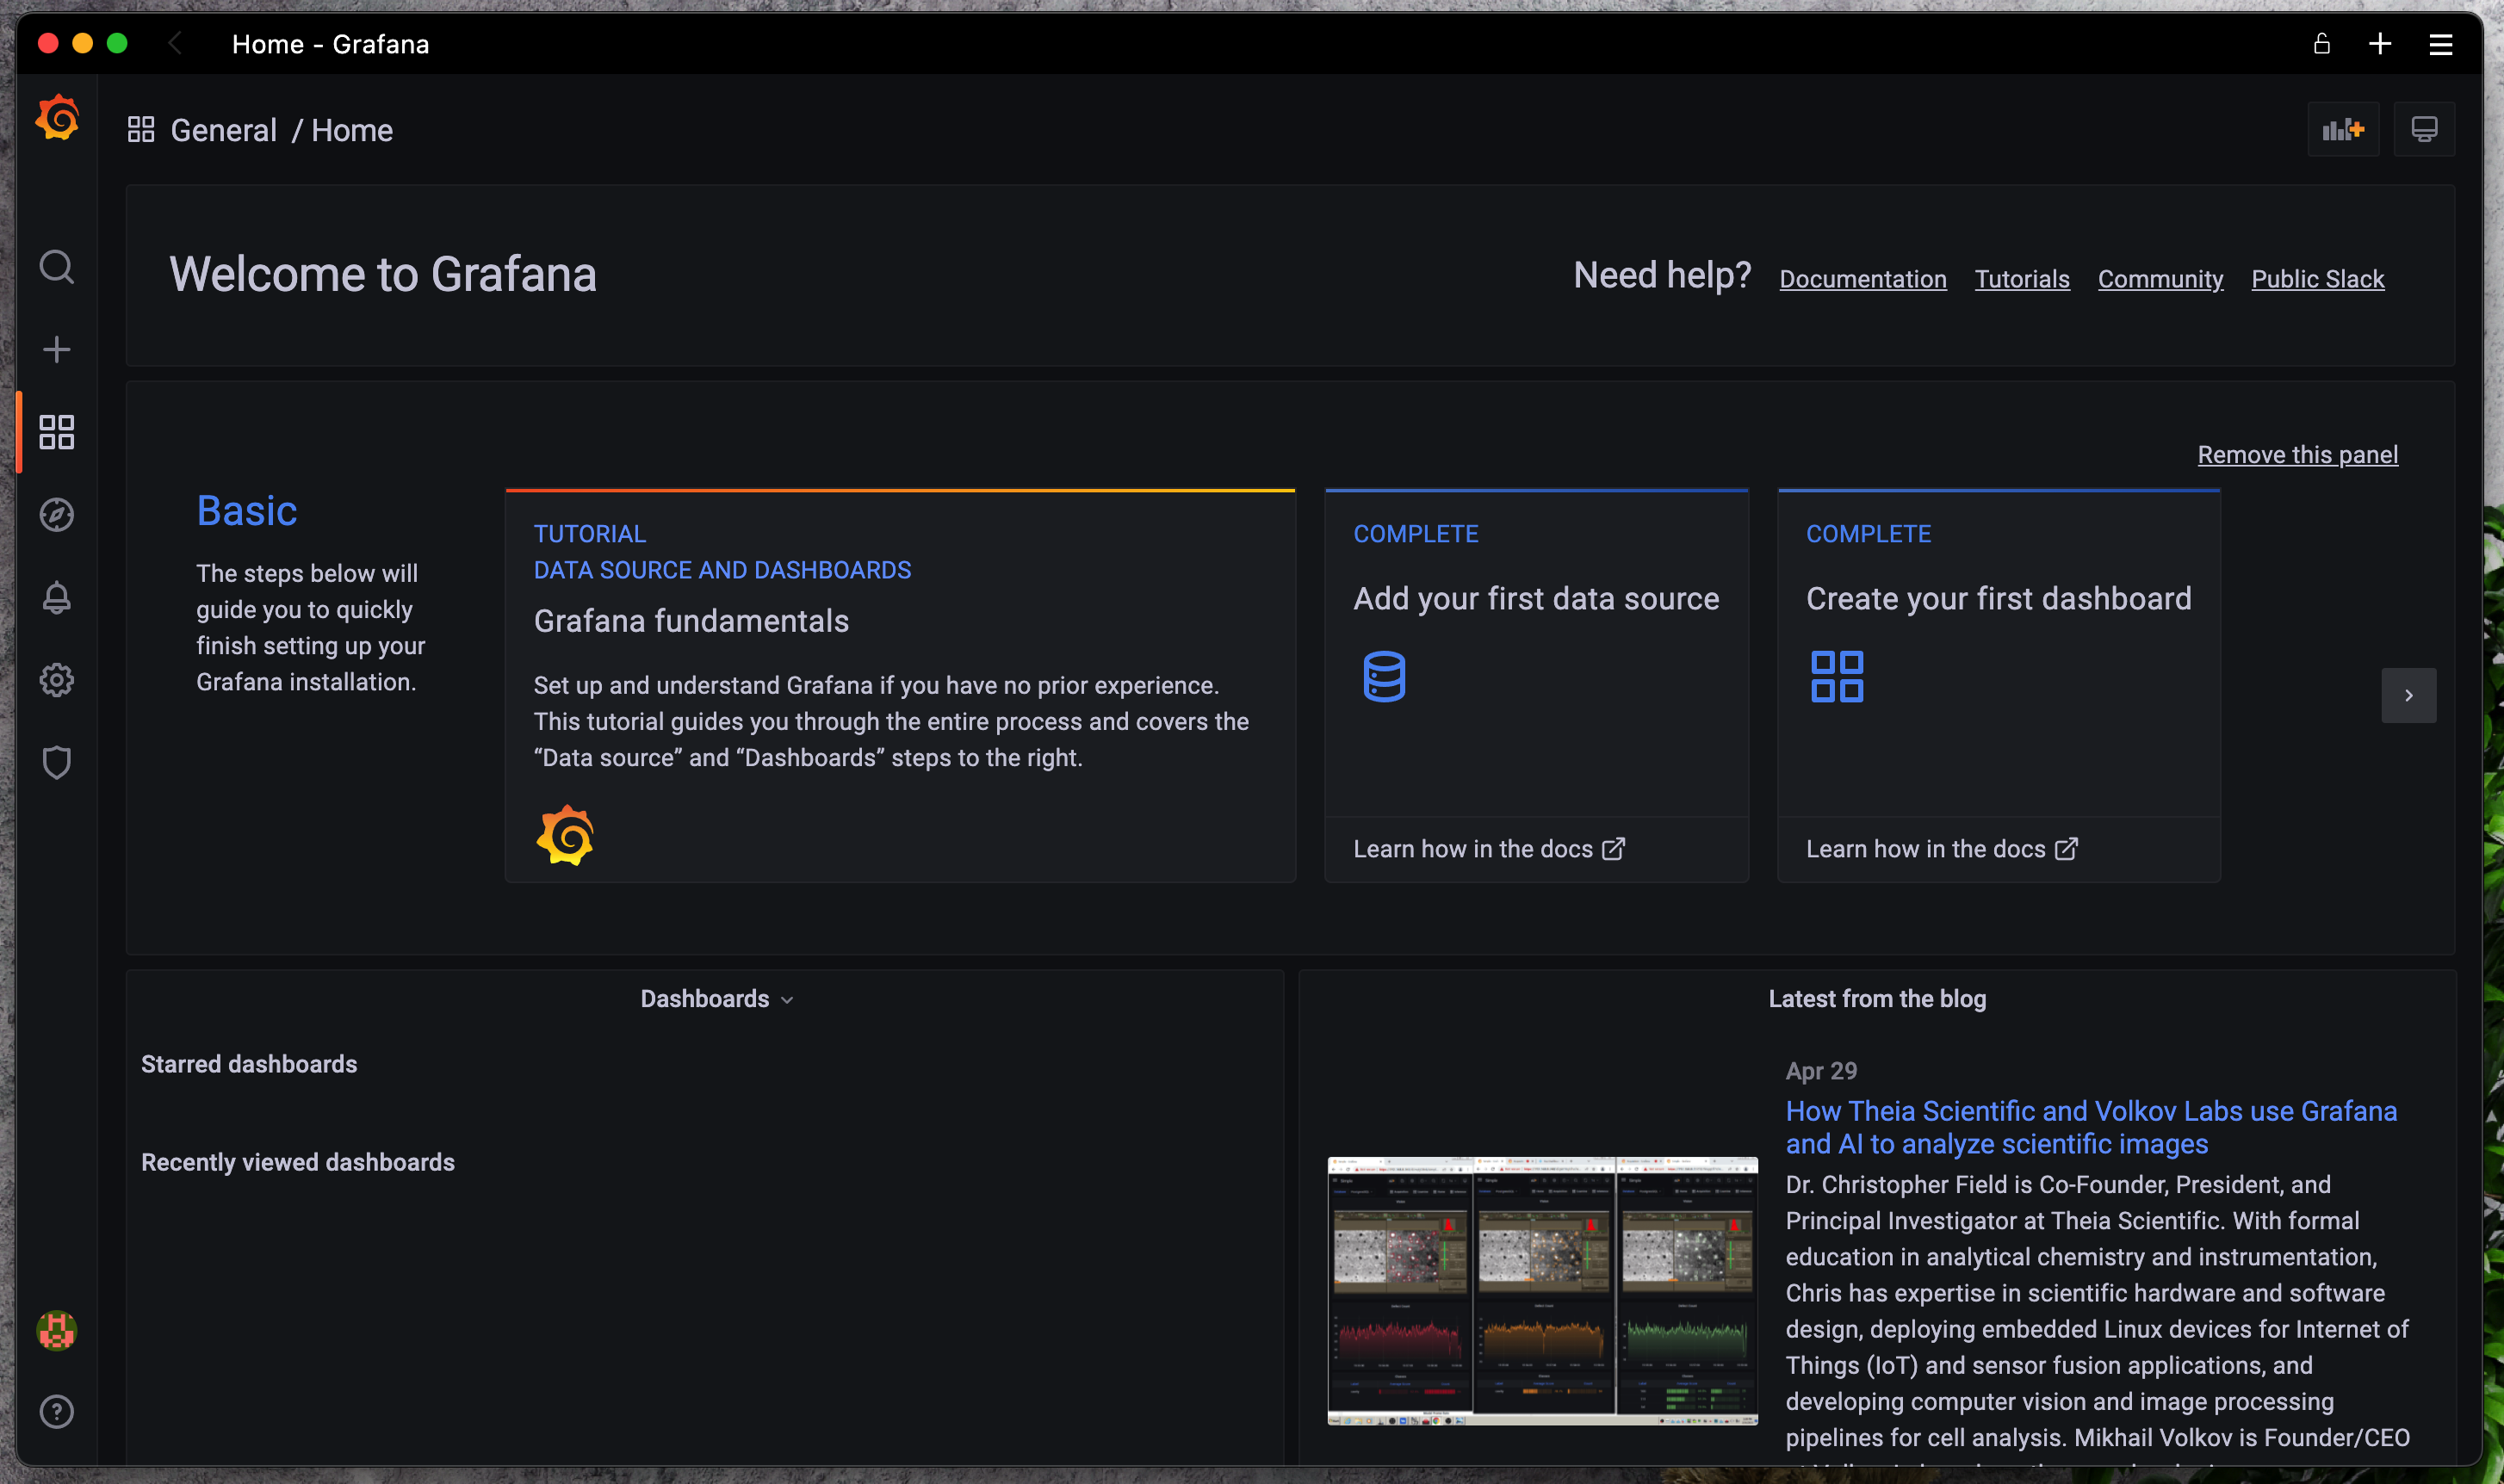 Home - Grafana
General / Home
Welcome to Grafana
Need help? Documentation Tutorials Community Public Slack
Remove this panel
Basic
The steps below will
guide you to quickly
finish setting up your
Grafana installation.
TUTORIAL
DATA SOURCE AND DASHBOARDS
Grafana fundamentals
Set up and understand Grafana if you have no prior experience.
This tutorial guides you through the entire process and covers the
“Data source” and “Dashboards” steps to the right.
COMPLETE
Add your first data source
Learn how in the docs
COMPLETE
Create your first dashboard
Learn how in the docs
Dashboards
Starred dashboards
Recently viewed dashboards
Latest from the blog
Apr 29
How Theia Scientific and Volkov Labs use Grafana
and AI to analyze scientific images
Dr. Christopher Field is Co-Founder, President, and
Principal Investigator at Theia Scientific. With formal
education in analytical chemistry and instrumentation,
Chris has expertise in scientific hardware and software
design, deploying embedded Linux devices for Internet of
Things (IoT) and sensor fusion applications, and
developing computer vision and image processing
pipelines for cell analysis. Mikhail Volkov is Founder/CEO